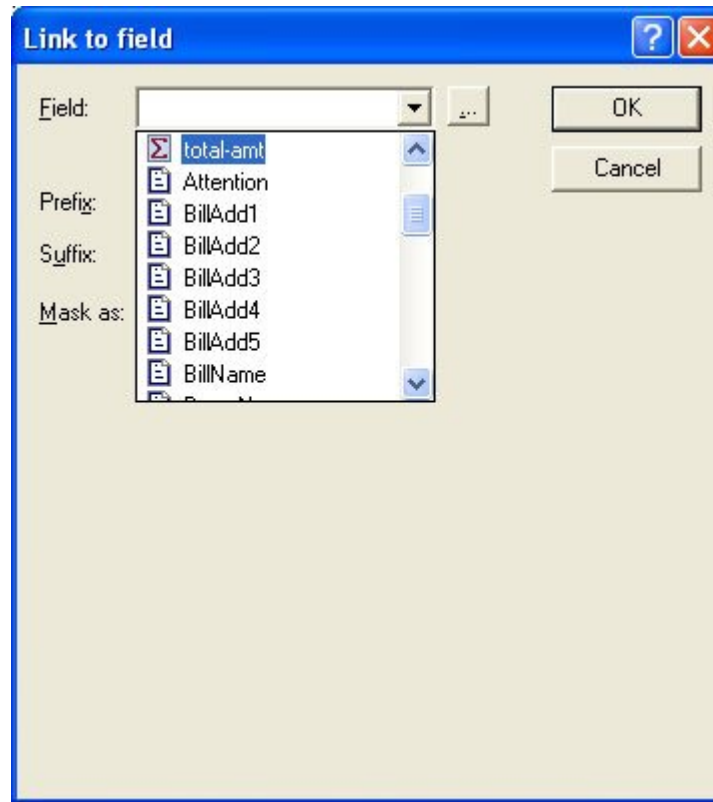 Link to field
Field:
...
OK
total-amt
Cancel
Attention
Prefix:
BillAdd1
BillAdd2
Suffix:
BillAdd3
Mask as:
BillAdd4
BillAdd5
BillName